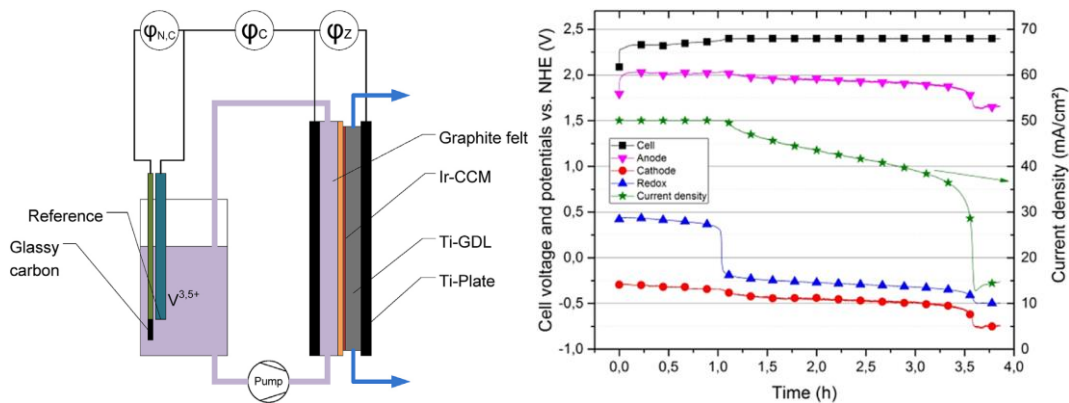 φN,C
φC
φZ
Graphite felt
Ir-CCM
Ti-GDL
Ti-Plate
Reference
Glassy
carbon
V3,5+
Pump
Cell voltage and potentials vs. NHE (V)
2,5
2,0
1,5
1,0
0,5
0,0
-0,5
-1,0
Cell
Anode
Cathode
Redox
Current density
70
60
50
40
30
20
10
0
Current density (mA/cm²)
0,0 0,5 1,0 1,5 2,0 2,5 3,0 3,5 4,0
Time (h)